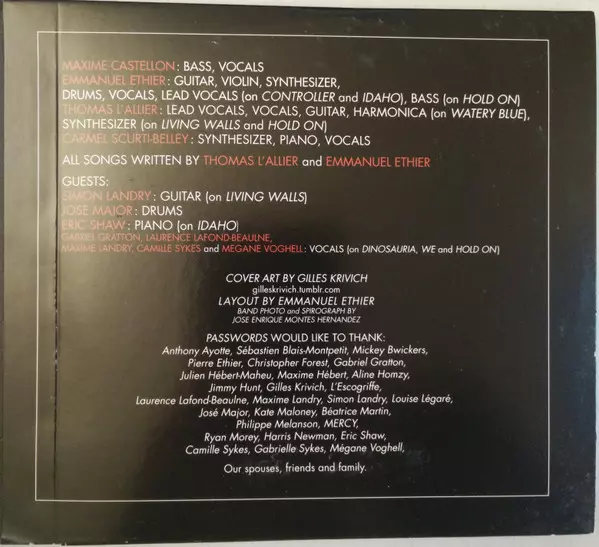 MAXIME CASTELLON: BASS, VOCALS
EMMANUEL ETHIER: GUITAR, VIOLIN, SYNTHESIZER,
DRUMS, VOCALS, LEAD VOCALS (on CONTROLLER and IDAHO), BASS (on HOLD ON)
THOMAS L'ALLIER: LEAD VOCALS, VOCALS, GUITAR, HARMONICA (on WATERY BLUE),
SYNTHESIZER (on LIVING WALLS and HOLD ON)
CARMEL SCURTI-BELLEY: SYNTHESIZER, PIANO, VOCALS
ALL SONGS WRITTEN BY THOMAS L'ALLIER and EMMANUEL ETHIER
GUESTS:
SIMON LANDRY: GUITAR (on LIVING WALLS)
JOSE MAJOR: DRUMS
ERIC SHAW: PIANO (on IDAHO)
GABRIEL GRATTON, LAURENCE LAFOND-BEAULNE,
MAXIME LANDRY, CAMILLE SYKES and MEGANE VOGHELL: VOCALS (on DINOSAURIA, WE and HOLD ON)
COVER ART BY GILLES KRIVICH
gilleskrivich.tumblr.com
LAYOUT BY EMMANUEL ETHIER
BAND PHOTO and SPIROGRAPH BY
JOSE ENRIQUE MONTES HERNANDEZ
PASSWORDS WOULD LIKE TO THANK:
Anthony Ayotte, Sébastien Blais-Montpetit, Mickey Bwickers,
Pierre Ethier, Christopher Forest, Gabriel Gratton,
Julien Hébert-Maheu, Maxime Hébert, Aline Hamzy,
Jimmy Hunt, Gilles Krivich, L'Escogriffe,
Laurence Lafond-Beaulne, Maxime Landry, Simon Landry, Louise Légaré,
José Major, Kate Maloney, Béatrice Martin,
Philippe Melanson, MERCY,
Ryan Morey, Harris Newman, Eric Shaw,
Camille Sykes, Gabrielle Sykes, Mégane Voghell,
Our spouses, friends and family.